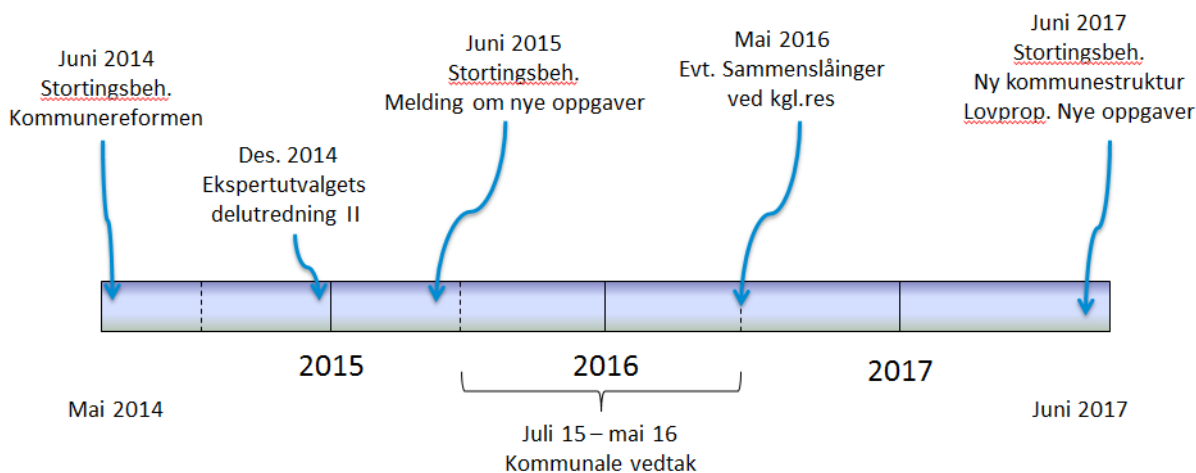 Juni 2014
Stortingsbeh.
Kommunereformen
Des. 2014
Ekspertutvalgets
delutredning II
Juni 2015
Stortingsbeh.
Melding om nye oppgaver
Mai 2016
Evt. Sammenslåinger
ved kgl.res
Juni 2017
Stortingsbeh.
Ny kommunestruktur
Lovprop. Nye oppgaver
2015
2016
2017
Mai 2014
Juni 2017
Juli 15 – mai 16
Kommunale vedtak